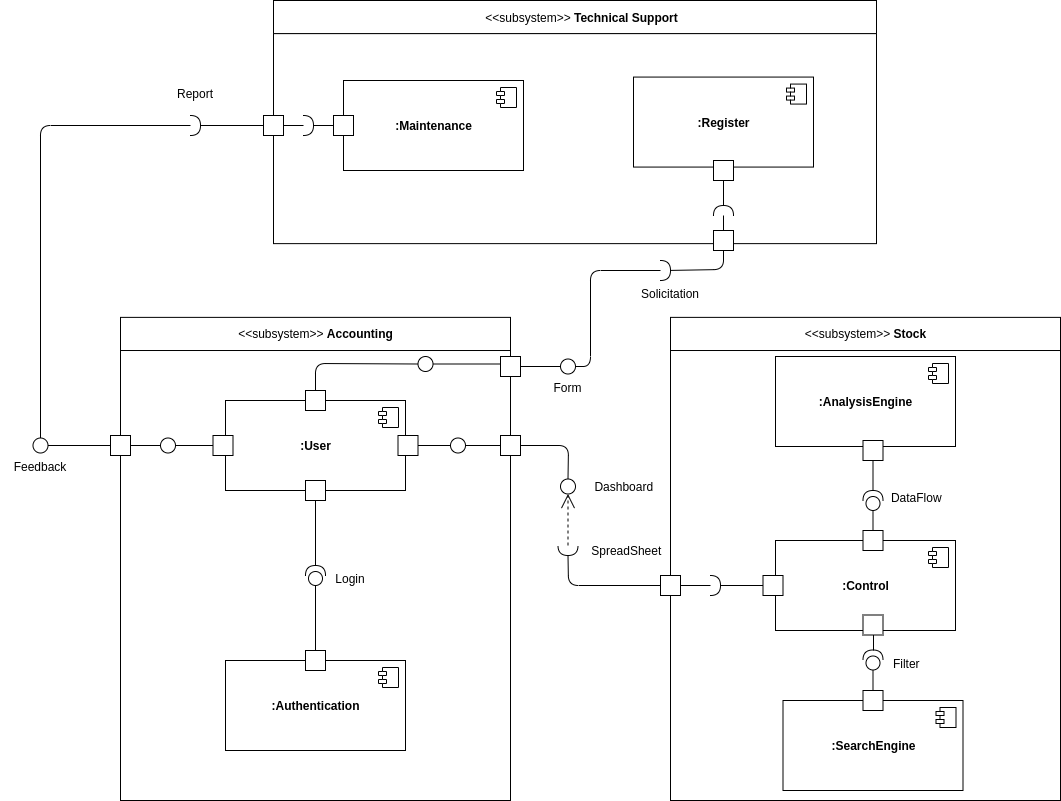 <<subsystem>> Technical Support
Report
:Maintenance
:Register
Solicitation
<<subsystem>> Accounting
<<subsystem>> Stock
Form
:AnalysisEngine
:User
Feedback
Dashboard
DataFlow
SpreadSheet
Login
:Control
Filter
:Authentication
:SearchEngine